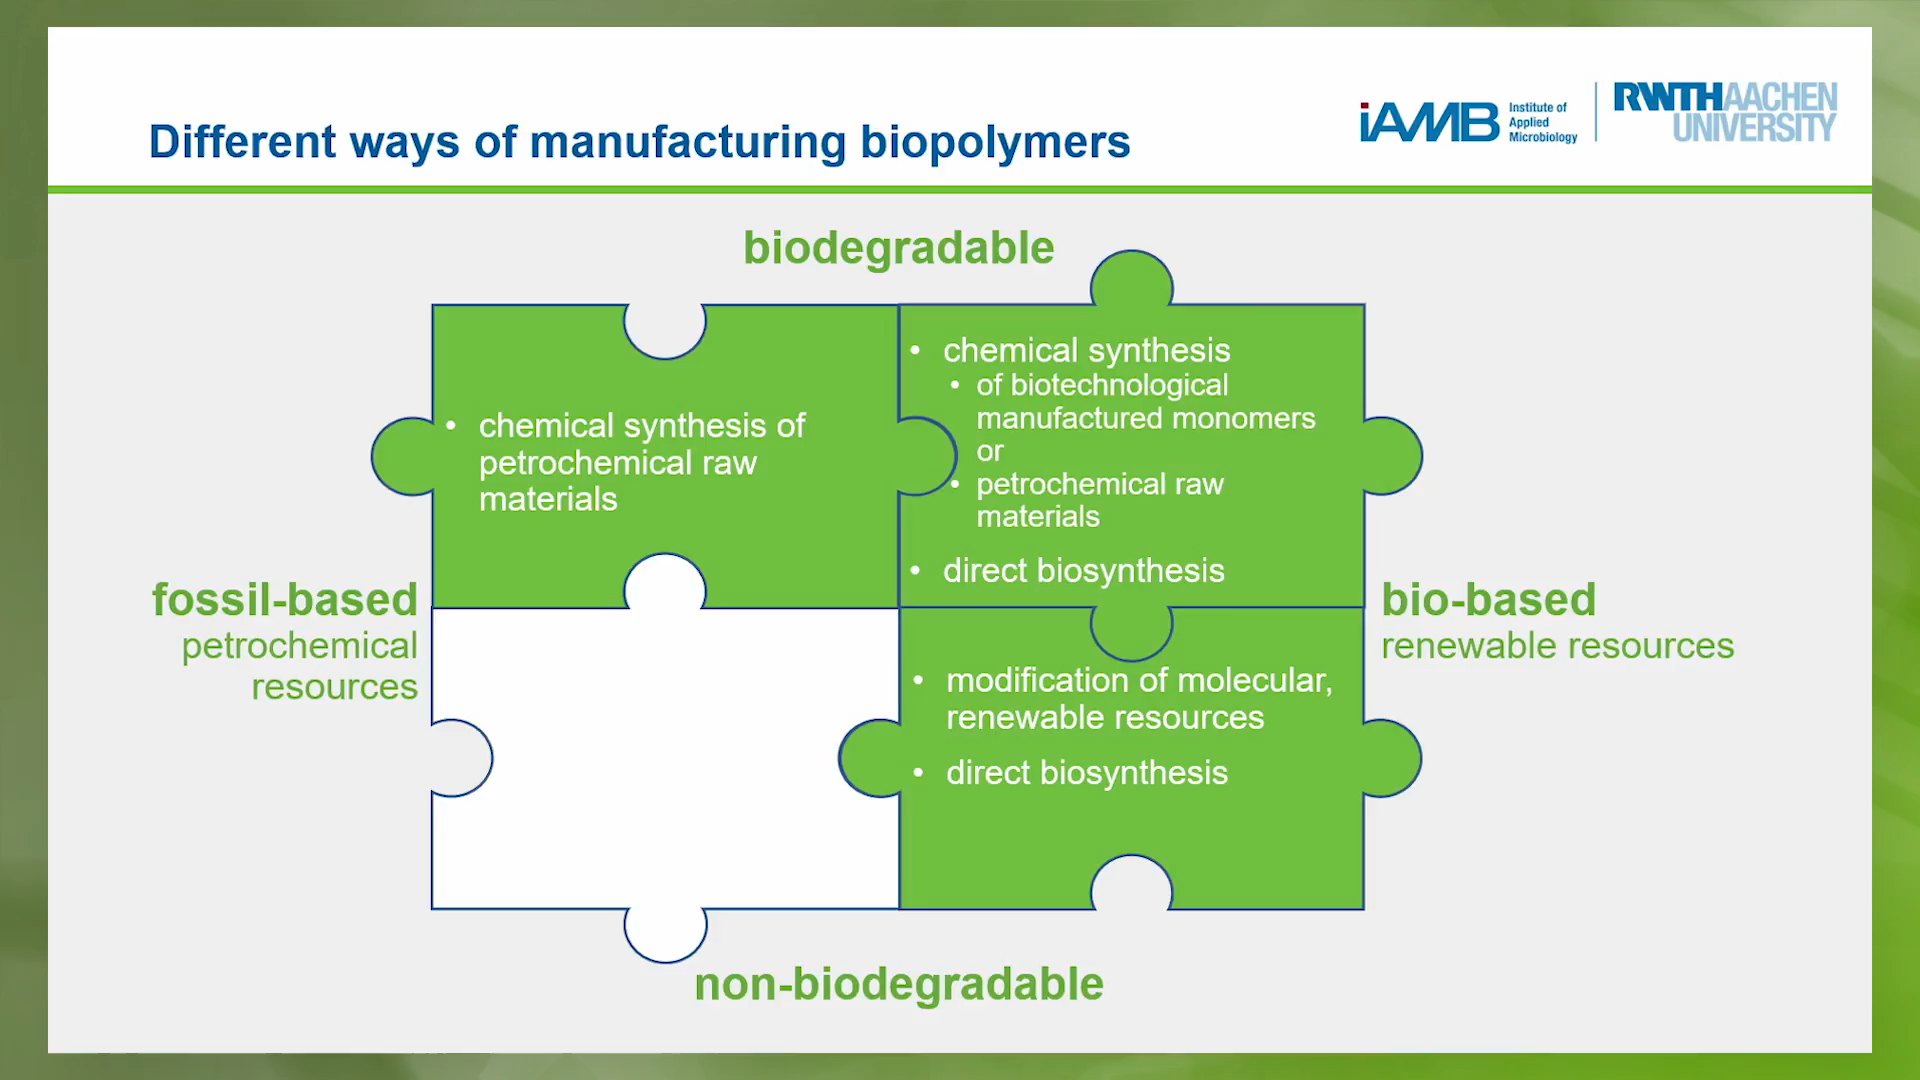 Different ways of manufacturing biopolymers
iAMB
Institute of
Applied
Microbiology
RWTHAACHEN
UNIVERSITY
biodegradable
• chemical synthesis of
petrochemical raw
materials
• chemical synthesis
• of biotechnological
manufactured monomers
or
• petrochemical raw
materials
• direct biosynthesis
fossil-based
petrochemical
resources
bio-based
renewable resources
• modification of molecular,
renewable resources
• direct biosynthesis
non-biodegradable